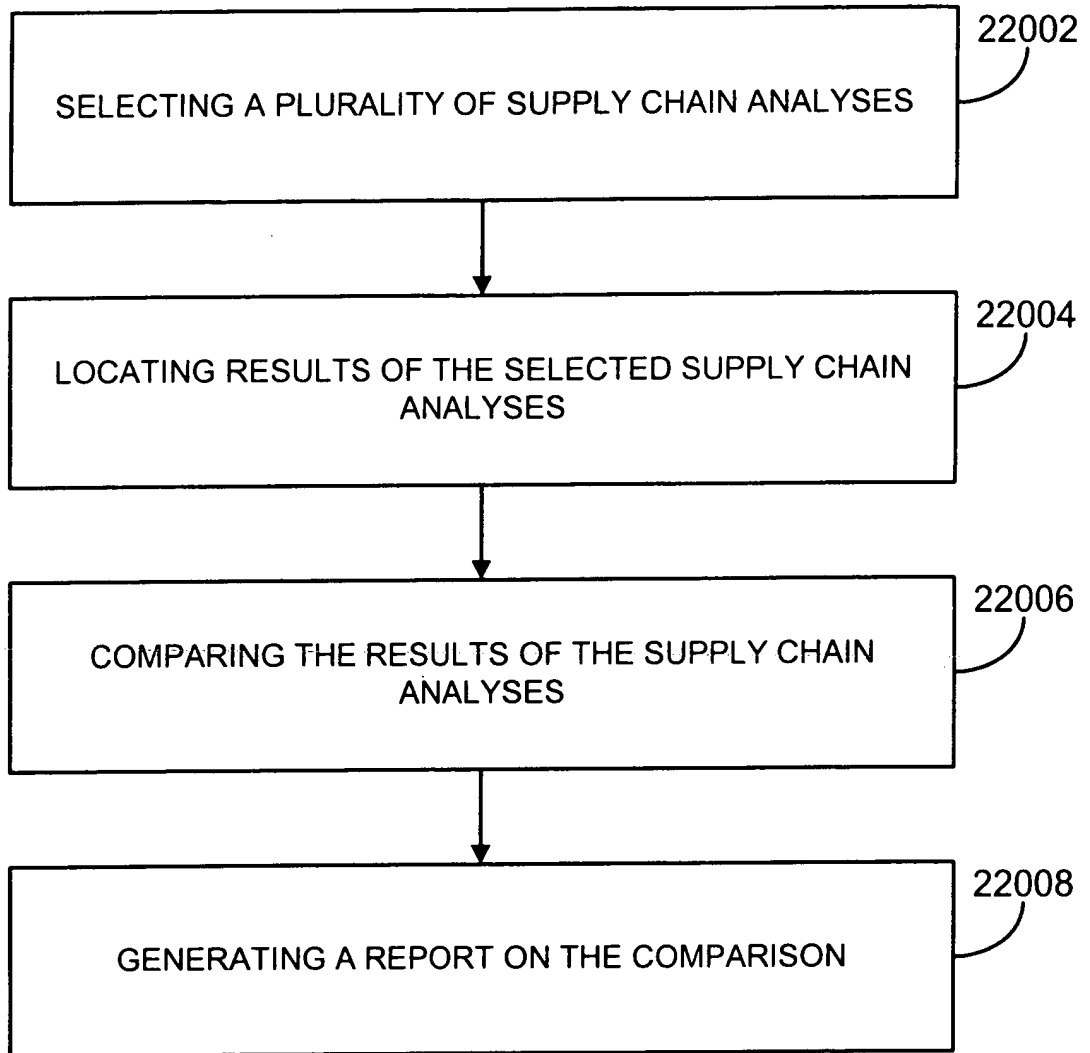 22002
SELECTING A PLURALITY OF SUPPLY CHAIN ANALYSES
22004
LOCATING RESULTS OF THE SELECTED SUPPLY CHAIN
ANALYSES
22006
COMPARING THE RESULTS OF THE SUPPLY CHAIN
ANALYSES
22008
GENERATING A REPORT ON THE COMPARISON